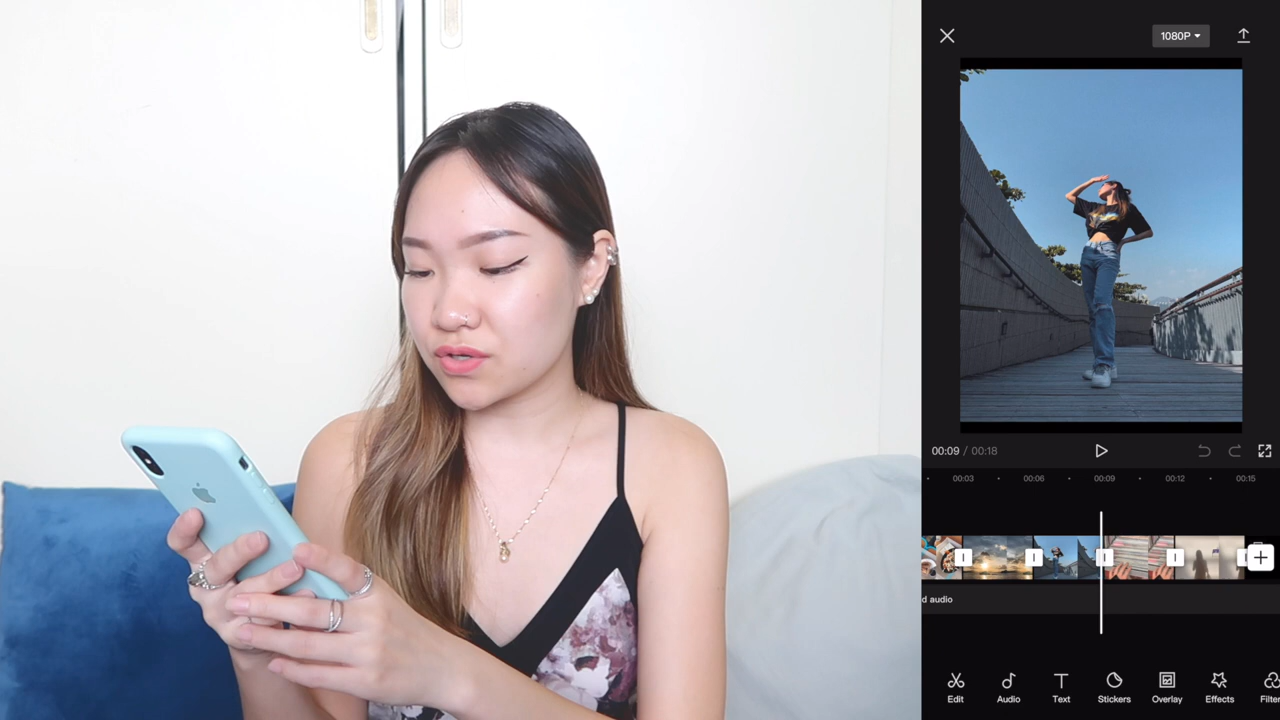 1080P
00:09 / 00:18
00:03 00:06 00:09 00:12 00:15
d audio
Edit Audio Text Stickers Overlay Effects Filter